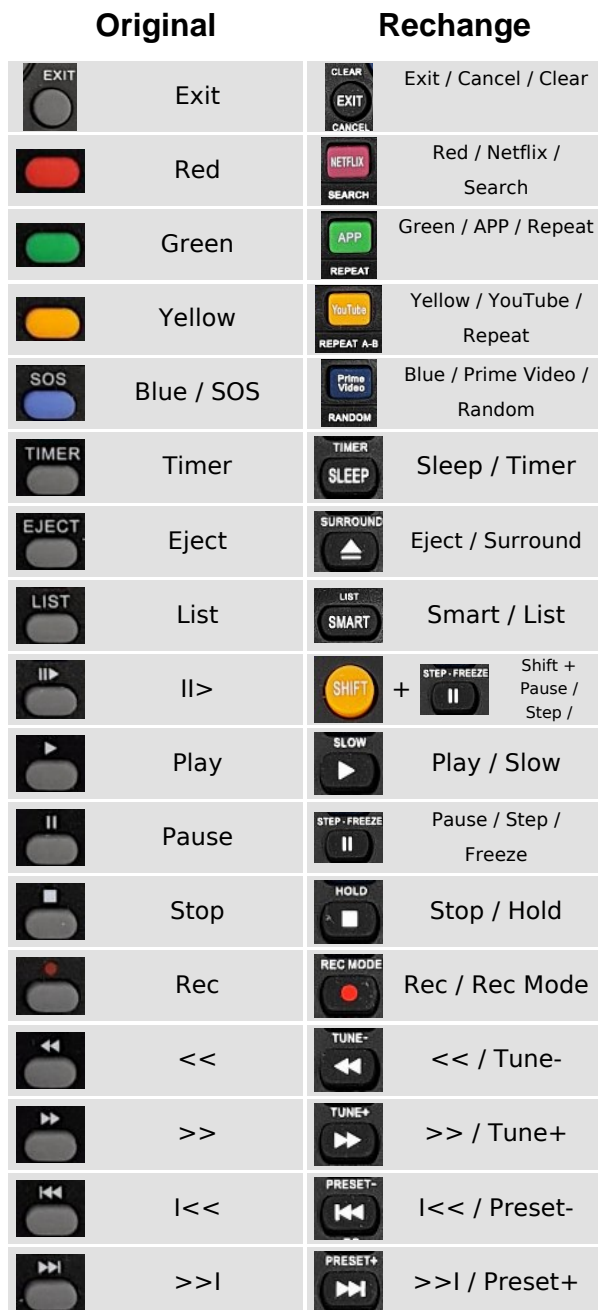 Original Rechange
EXIT Exit CLEAR EXIT CANCEL Exit / Cancel / Clear
Red NETFLIX SEARCH Red / Netflix /
Search
Green APP REPEAT Green / APP / Repeat
Yellow YouTube REPEAT A-B Yellow / YouTube /
Repeat
SOS Blue / SOS Prime Video RANDOM Blue / Prime Video /
Random
TIMER Timer TIMER SLEEP Sleep / Timer
EJECT Eject SURROUND Eject / Surround
LIST List LIST SMART Smart / List
II> SHIFT + STEP-FREEZE Shift +
Pause /
Step /
Play SLOW Play / Slow
Pause STEP-FREEZE Pause / Step /
Freeze
Stop HOLD Stop / Hold
Rec REC MODE Rec / Rec Mode
<< TUNE- << / Tune-
>> TUNE+ >> / Tune+
I<< PRESET- I<< / Preset-
>>I PRESET+ >>I / Preset+